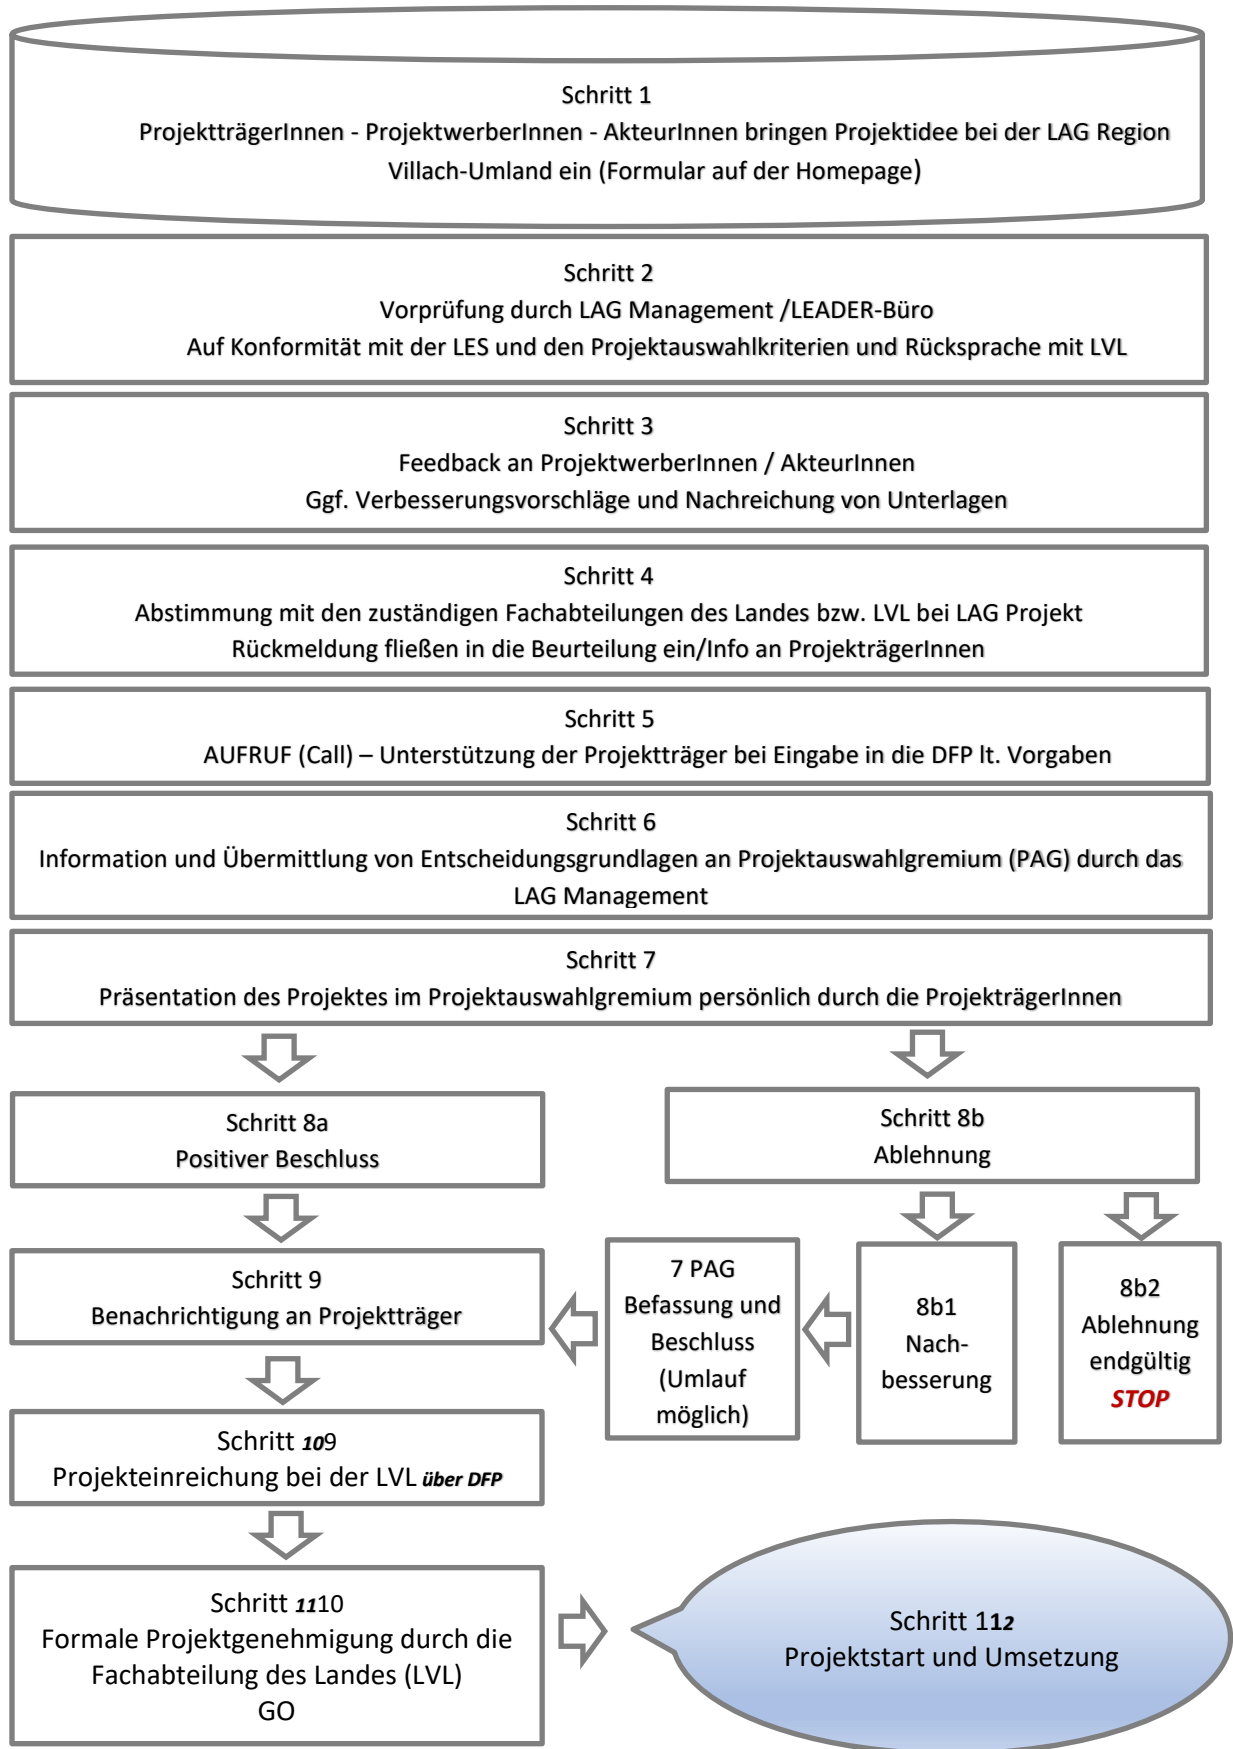 Schritt 1
ProjektträgerInnen - ProjektwerberInnen - AkteurInnen bringen Projektidee bei der LAG Region
Villach-Umland ein (Formular auf der Homepage)
Schritt 2
Vorprüfung durch LAG Management /LEADER-Büro
Auf Konformität mit der LES und den Projektauswahlkriterien und Rücksprache mit LVL
Schritt 3
Feedback an ProjektwerberInnen / AkteurInnen
Ggf. Verbesserungsvorschläge und Nachreichung von Unterlagen
Schritt 4
Abstimmung mit den zuständigen Fachabteilungen des Landes bzw. LVL bei LAG Projekt
Rückmeldung fließen in die Beurteilung ein/Info an ProjekträgerInnen
Schritt 5
AUFRUF (Call) – Unterstützung der Projektträger bei Eingabe in die DFP lt. Vorgaben
Schritt 6
Information und Übermittlung von Entscheidungsgrundlagen an Projektauswahlgremium (PAG) durch das
LAG Management
Schritt 7
Präsentation des Projektes im Projektauswahlgremium persönlich durch die ProjekträgerInnen
Schritt 8a
Positiver Beschluss
Schritt 8b
Ablehnung
Schritt 9
Benachrichtigung an Projektträger
7 PAG
Befassung und
Beschluss
(Umlauf
möglich)
8b1
Nach-
besserung
8b2
Ablehnung
endgültig
STOP
Schritt 109
Projekteinreichung bei der LVL über DFP
Schritt 1110
Formale Projektgenehmigung durch die
Fachabteilung des Landes (LVL)
GO
Schritt 112
Projektstart und Umsetzung